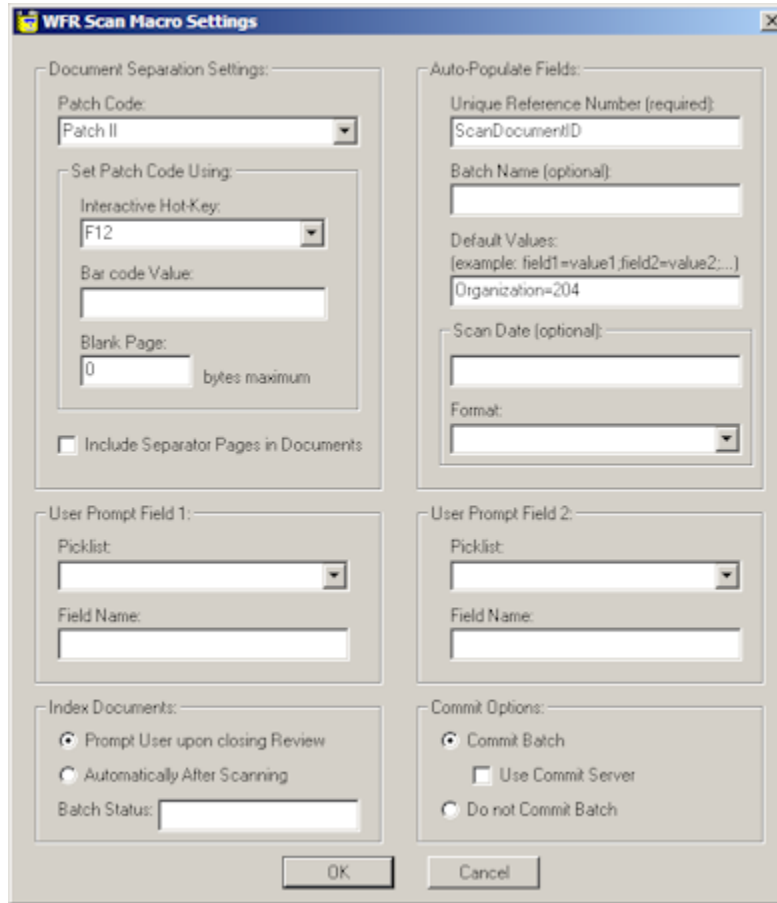 WFR Scan Macro Settings
Document Separation Settings:
Patch Code:
Patch II
Set Patch Code Using:
Interactive Hot-Key:
F12
Bar code Value:
Blank Page:
0
bytes maximum
Include Separator Pages in Documents
Auto-Populate Fields:
Unique Reference Number (required):
ScanDocumentID
Batch Name (optional):
Default Values:
(example: field1=value1;field2=value2;...)
Organization=204
Scan Date (optional):
Format:
User Prompt Field 1:
Picklist:
Field Name:
User Prompt Field 2:
Picklist:
Field Name:
Index Documents:
Prompt User upon closing Review
Automatically After Scanning
Batch Status:
Commit Options:
Commit Batch
Use Commit Server
Do not Commit Batch
OK
Cancel